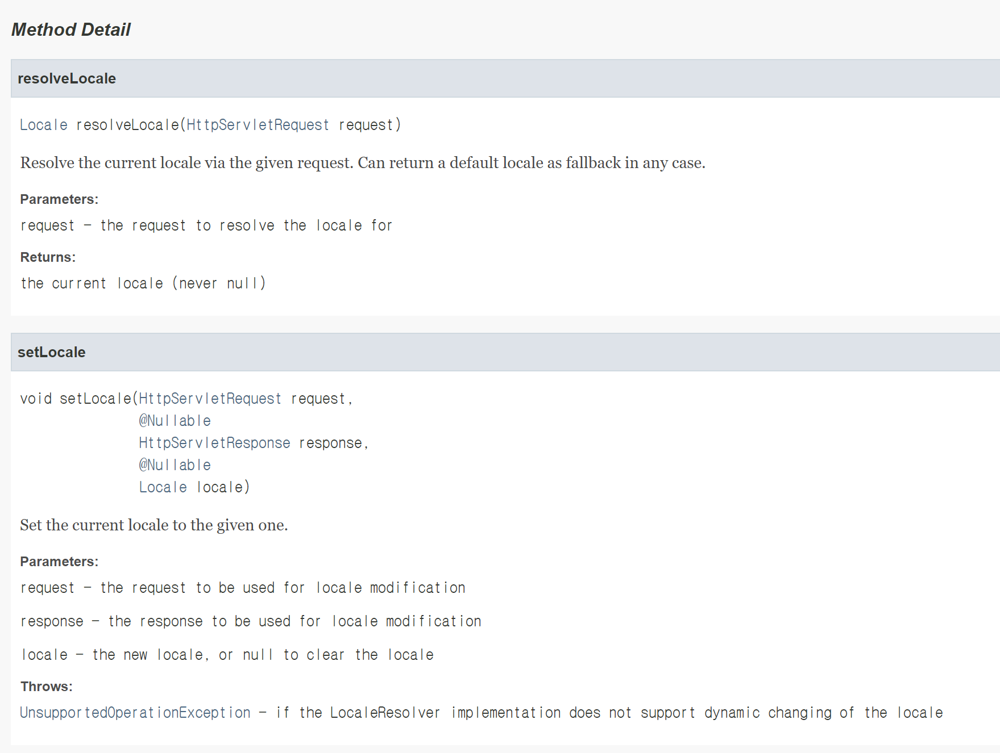 Method Detail
resolveLocale
Locale resolveLocale(HttpServletRequest request)
Resolve the current locale via the given request. Can return a default locale as fallback in any case.
Parameters:
request - the request to resolve the locale for
Returns:
the current locale (never null)
setLocale
void setLocale(HttpServletRequest request,
@Nullable
HttpServletResponse response,
@Nullable
Locale locale)
Set the current locale to the given one.
Parameters:
request - the request to be used for locale modification
response - the response to be used for locale modification
locale - the new locale, or null to clear the locale
Throws:
UnsupportedOperationException - if the LocaleResolver implementation does not support dynamic changing of the locale